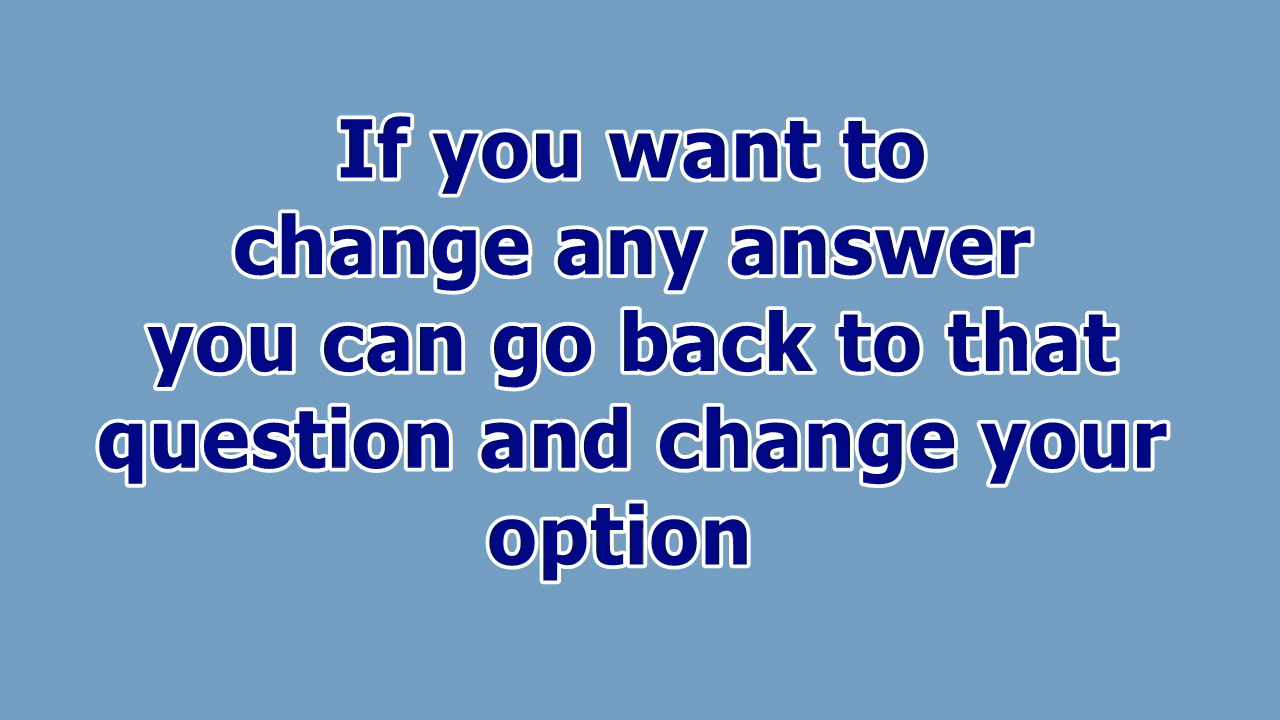 If you want to
change any answer
you can go back to that
question and change your
option